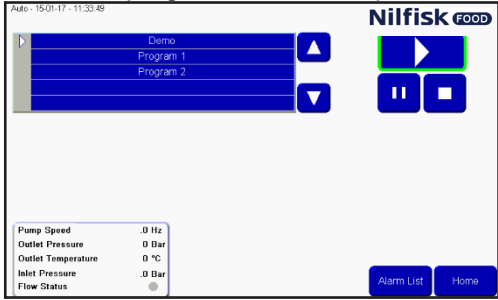 Auto - 15-01-17 - 11:33:49
Nilfisk FOOD
Demo
Program 1
Program 2
Pump Speed .0 Hz
Outlet Pressure 0 Bar
Outlet Temperature 0 °C
Inlet Pressure .0 Bar
Flow Status
Alarm List
Home